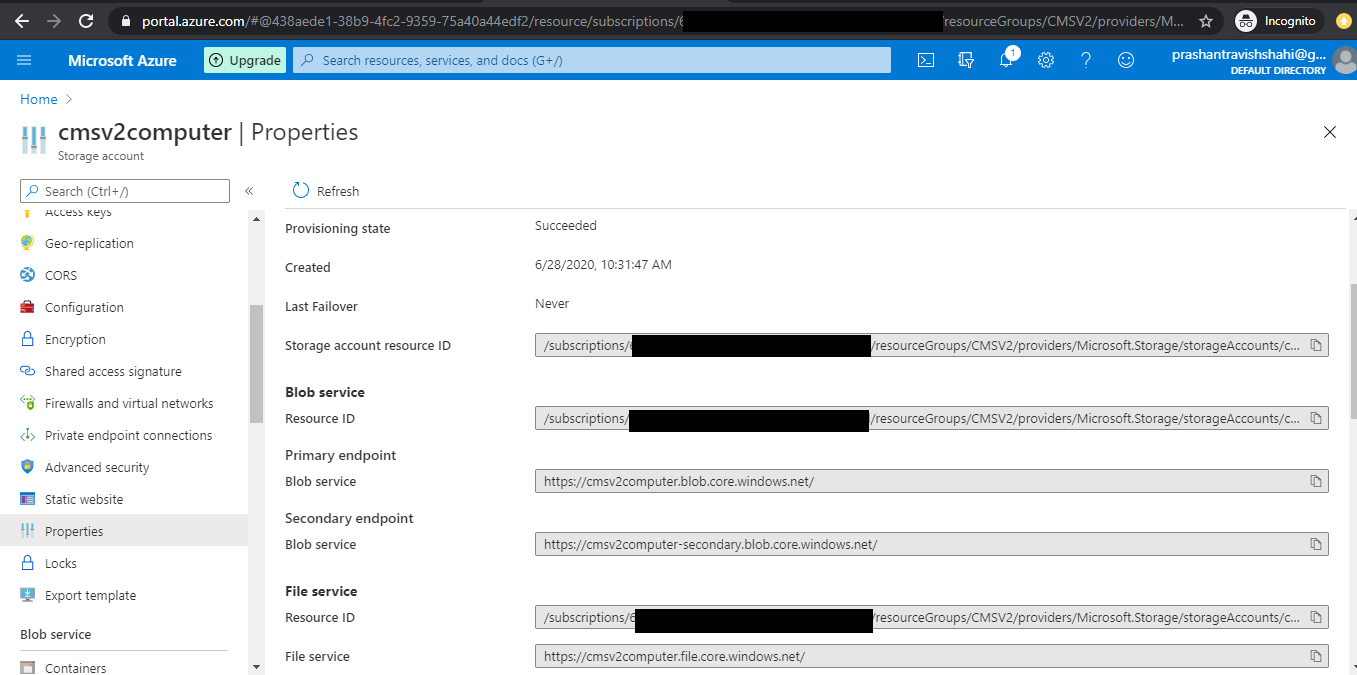 portal.azure.com/#@438aede1-38b9-4fc2-9359-75a40a44edf2/resource/subscriptions/6 resourceGroups/CMSV2/providers/M...
Incognito
Microsoft Azure
Upgrade
Search resources, services, and docs (G+/)
1
prashantravishshahi@g...
DEFAULT DIRECTORY
Home >
cmsv2computer | Properties
Storage account
Search (Ctrl+/)
«
Refresh
Access keys
Geo-replication
CORS
Configuration
Encryption
Shared access signature
Firewalls and virtual networks
Private endpoint connections
Advanced security
Static website
Properties
Locks
Export template
Blob service
Containers
Provisioning state Succeeded
Created 6/28/2020, 10:31:47 AM
Last Failover Never
Storage account resource ID /subscriptions/6 /resourceGroups/CMSV2/providers/Microsoft.Storage/storageAccounts/c...
Blob service
Resource ID /subscriptions/ /resourceGroups/CMSV2/providers/Microsoft.Storage/storageAccounts/c...
Primary endpoint
Blob service https://cmsv2computer.blob.core.windows.net/
Secondary endpoint
Blob service https://cmsv2computer-secondary.blob.core.windows.net/
File service
Resource ID /subscriptions/6 /resourceGroups/CMSV2/providers/Microsoft.Storage/storageAccounts/c...
File service https://cmsv2computer.file.core.windows.net/